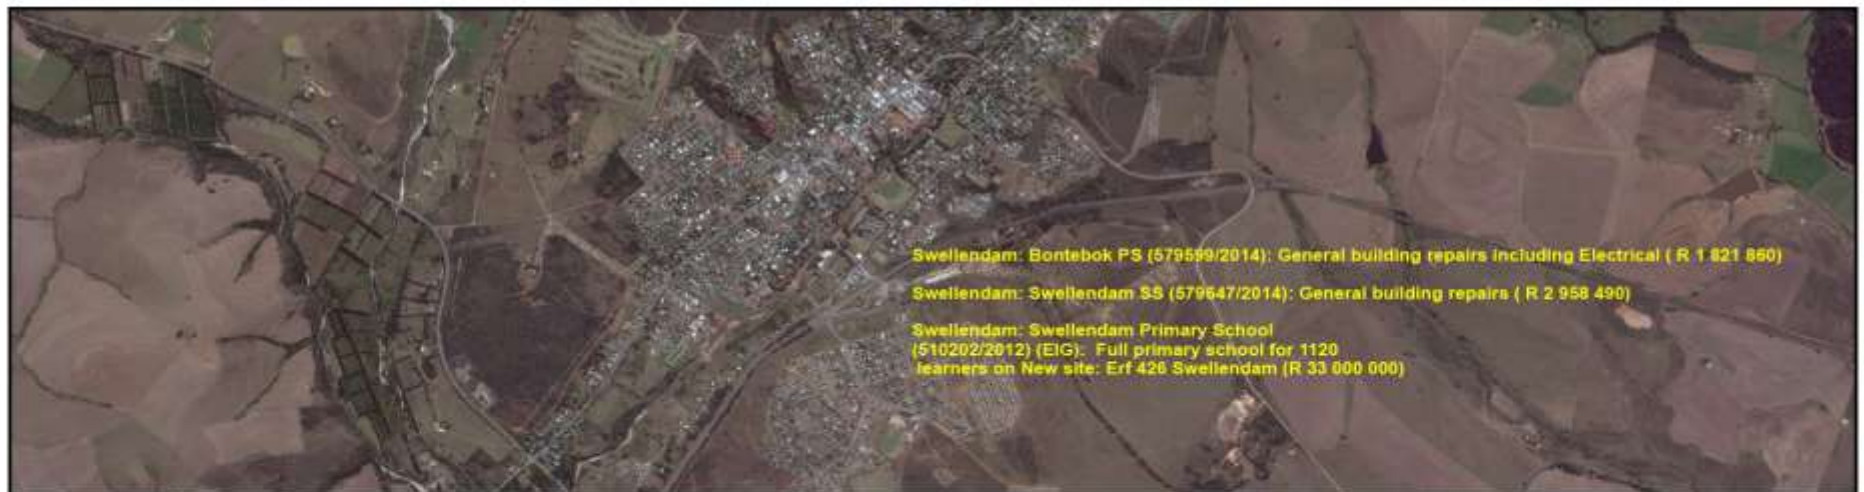 Swellendam: Bontebok PS (579599/2014): General building repairs including Electrical ( R 1 821 860)
Swellendam: Swellendam SS (579647/2014): General building repairs ( R 2 958 490)
Swellendam: Swellendam Primary School
(510202/2012) (EIG):  Full primary school for 1120
learners on New site: Erf 426 Swellendam (R 33 000 000)